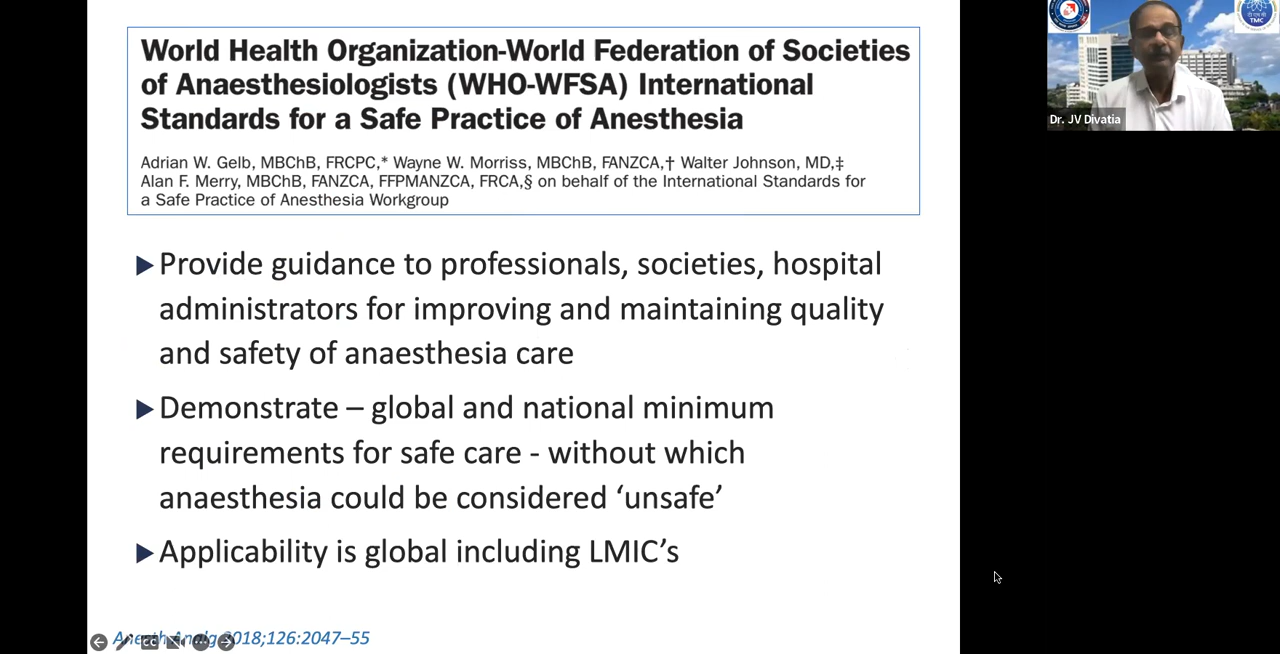 World Health Organization-World Federation of Societies
of Anaesthesiologists (WHO-WFSA) International
Standards for a Safe Practice of Anesthesia
Adrian W. Gelb, MBChB, FRCPC,* Wayne W. Morriss, MBChB, FANZCA,† Walter Johnson, MD,‡
Alan F. Merry, MBChB, FANZCA, FFPMANZCA, FRCA,§ on behalf of the International Standards for
a Safe Practice of Anesthesia Workgroup
Provide guidance to professionals, societies, hospital
administrators for improving and maintaining quality
and safety of anaesthesia care
Demonstrate – global and national minimum
requirements for safe care - without which
anaesthesia could be considered ‘unsafe’
Applicability is global including LMIC’s
Anesth Analg 2018;126:2047–55
CC
TMC
Dr. JV Divatia